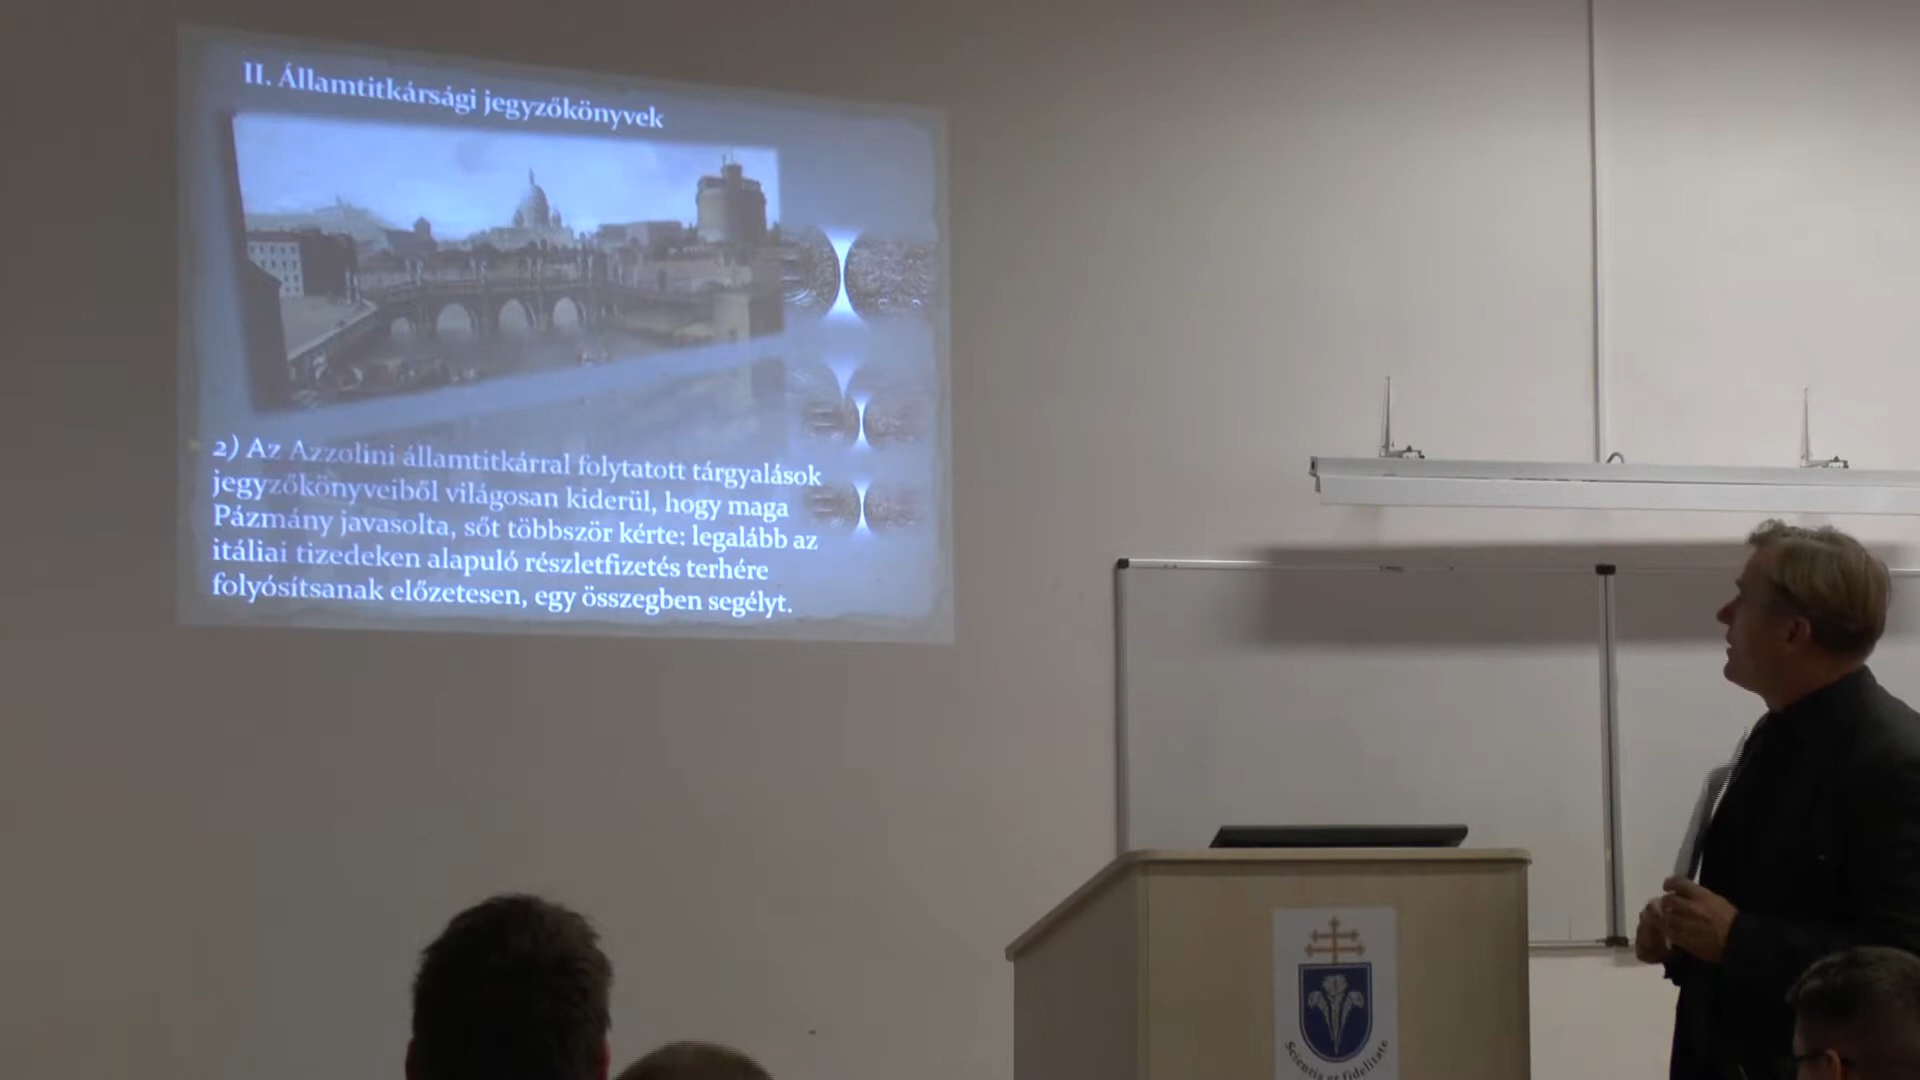 II. Államtitkársági jegyzőkönyvek
2) Az Azzolini államtitkárral folytatott tárgyalások
jegyzőkönyveiből világosan kiderül, hogy maga
Pázmány javasolta, sőt többször kérte: legalább az
itáliai tizedeken alapuló részletfizetés terhére
folyósítsanak előzetesen, egy összegben segélyt.
Scientia et fidelitate